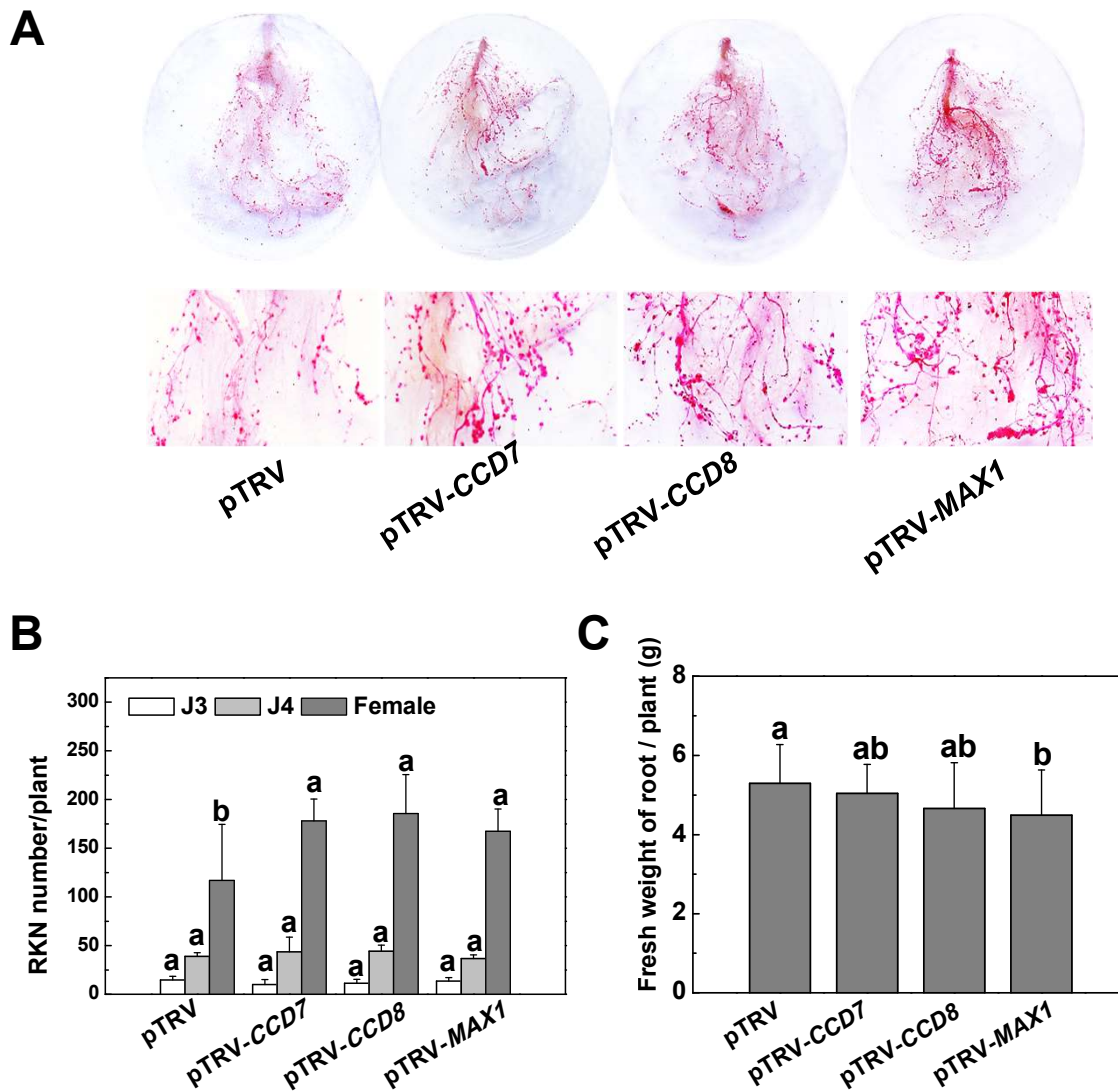 A
pTRV
pTRV-CCD7
pTRV-CCD8
pTRV-MAX1
B
RKN number/plant
300
250
200
150
100
50
0
J3
J4
Female
a
a
b
a
a
a
a
a
a
a
a
a
pTRV
pTRV-CCD7
pTRV-CCD8
pTRV-MAX1
C
Fresh weight of root / plant (g)
8
6
4
2
0
a
ab
ab
b
pTRV
pTRV-CCD7
pTRV-CCD8
pTRV-MAX1